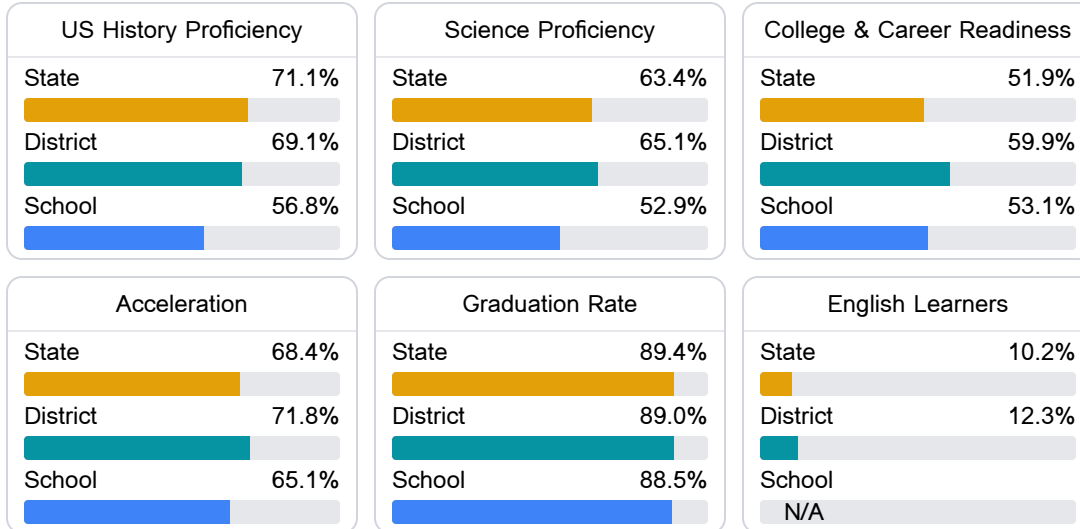 US History Proficiency
State 71.1%
District 69.1%
School 56.8%
Science Proficiency
State 63.4%
District 65.1%
School 52.9%
College & Career Readiness
State 51.9%
District 59.9%
School 53.1%
Acceleration
State 68.4%
District 71.8%
School 65.1%
Graduation Rate
State 89.4%
District 89.0%
School 88.5%
English Learners
State 10.2%
District 12.3%
School
N/A